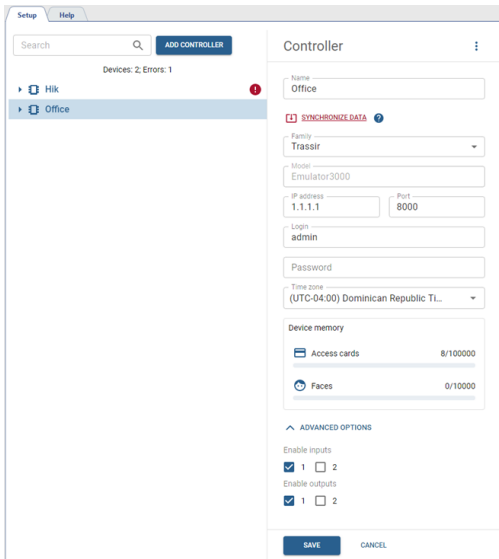 Setup Help
Search
ADD CONTROLLER
Devices: 2; Errors: 1
Hik
Office
Controller
Name
Office
SYNCHRONIZE DATA ?
Family
Trassir
Model
Emulator3000
IP address Port
1.1.1.1 8000
Login
admin
Password
Time zone
(UTC-04:00) Dominican Republic Ti...
Device memory
Access cards 8/100000
Faces 0/10000
ADVANCED OPTIONS
Enable inputs
1 2
Enable outputs
1 2
SAVE CANCEL